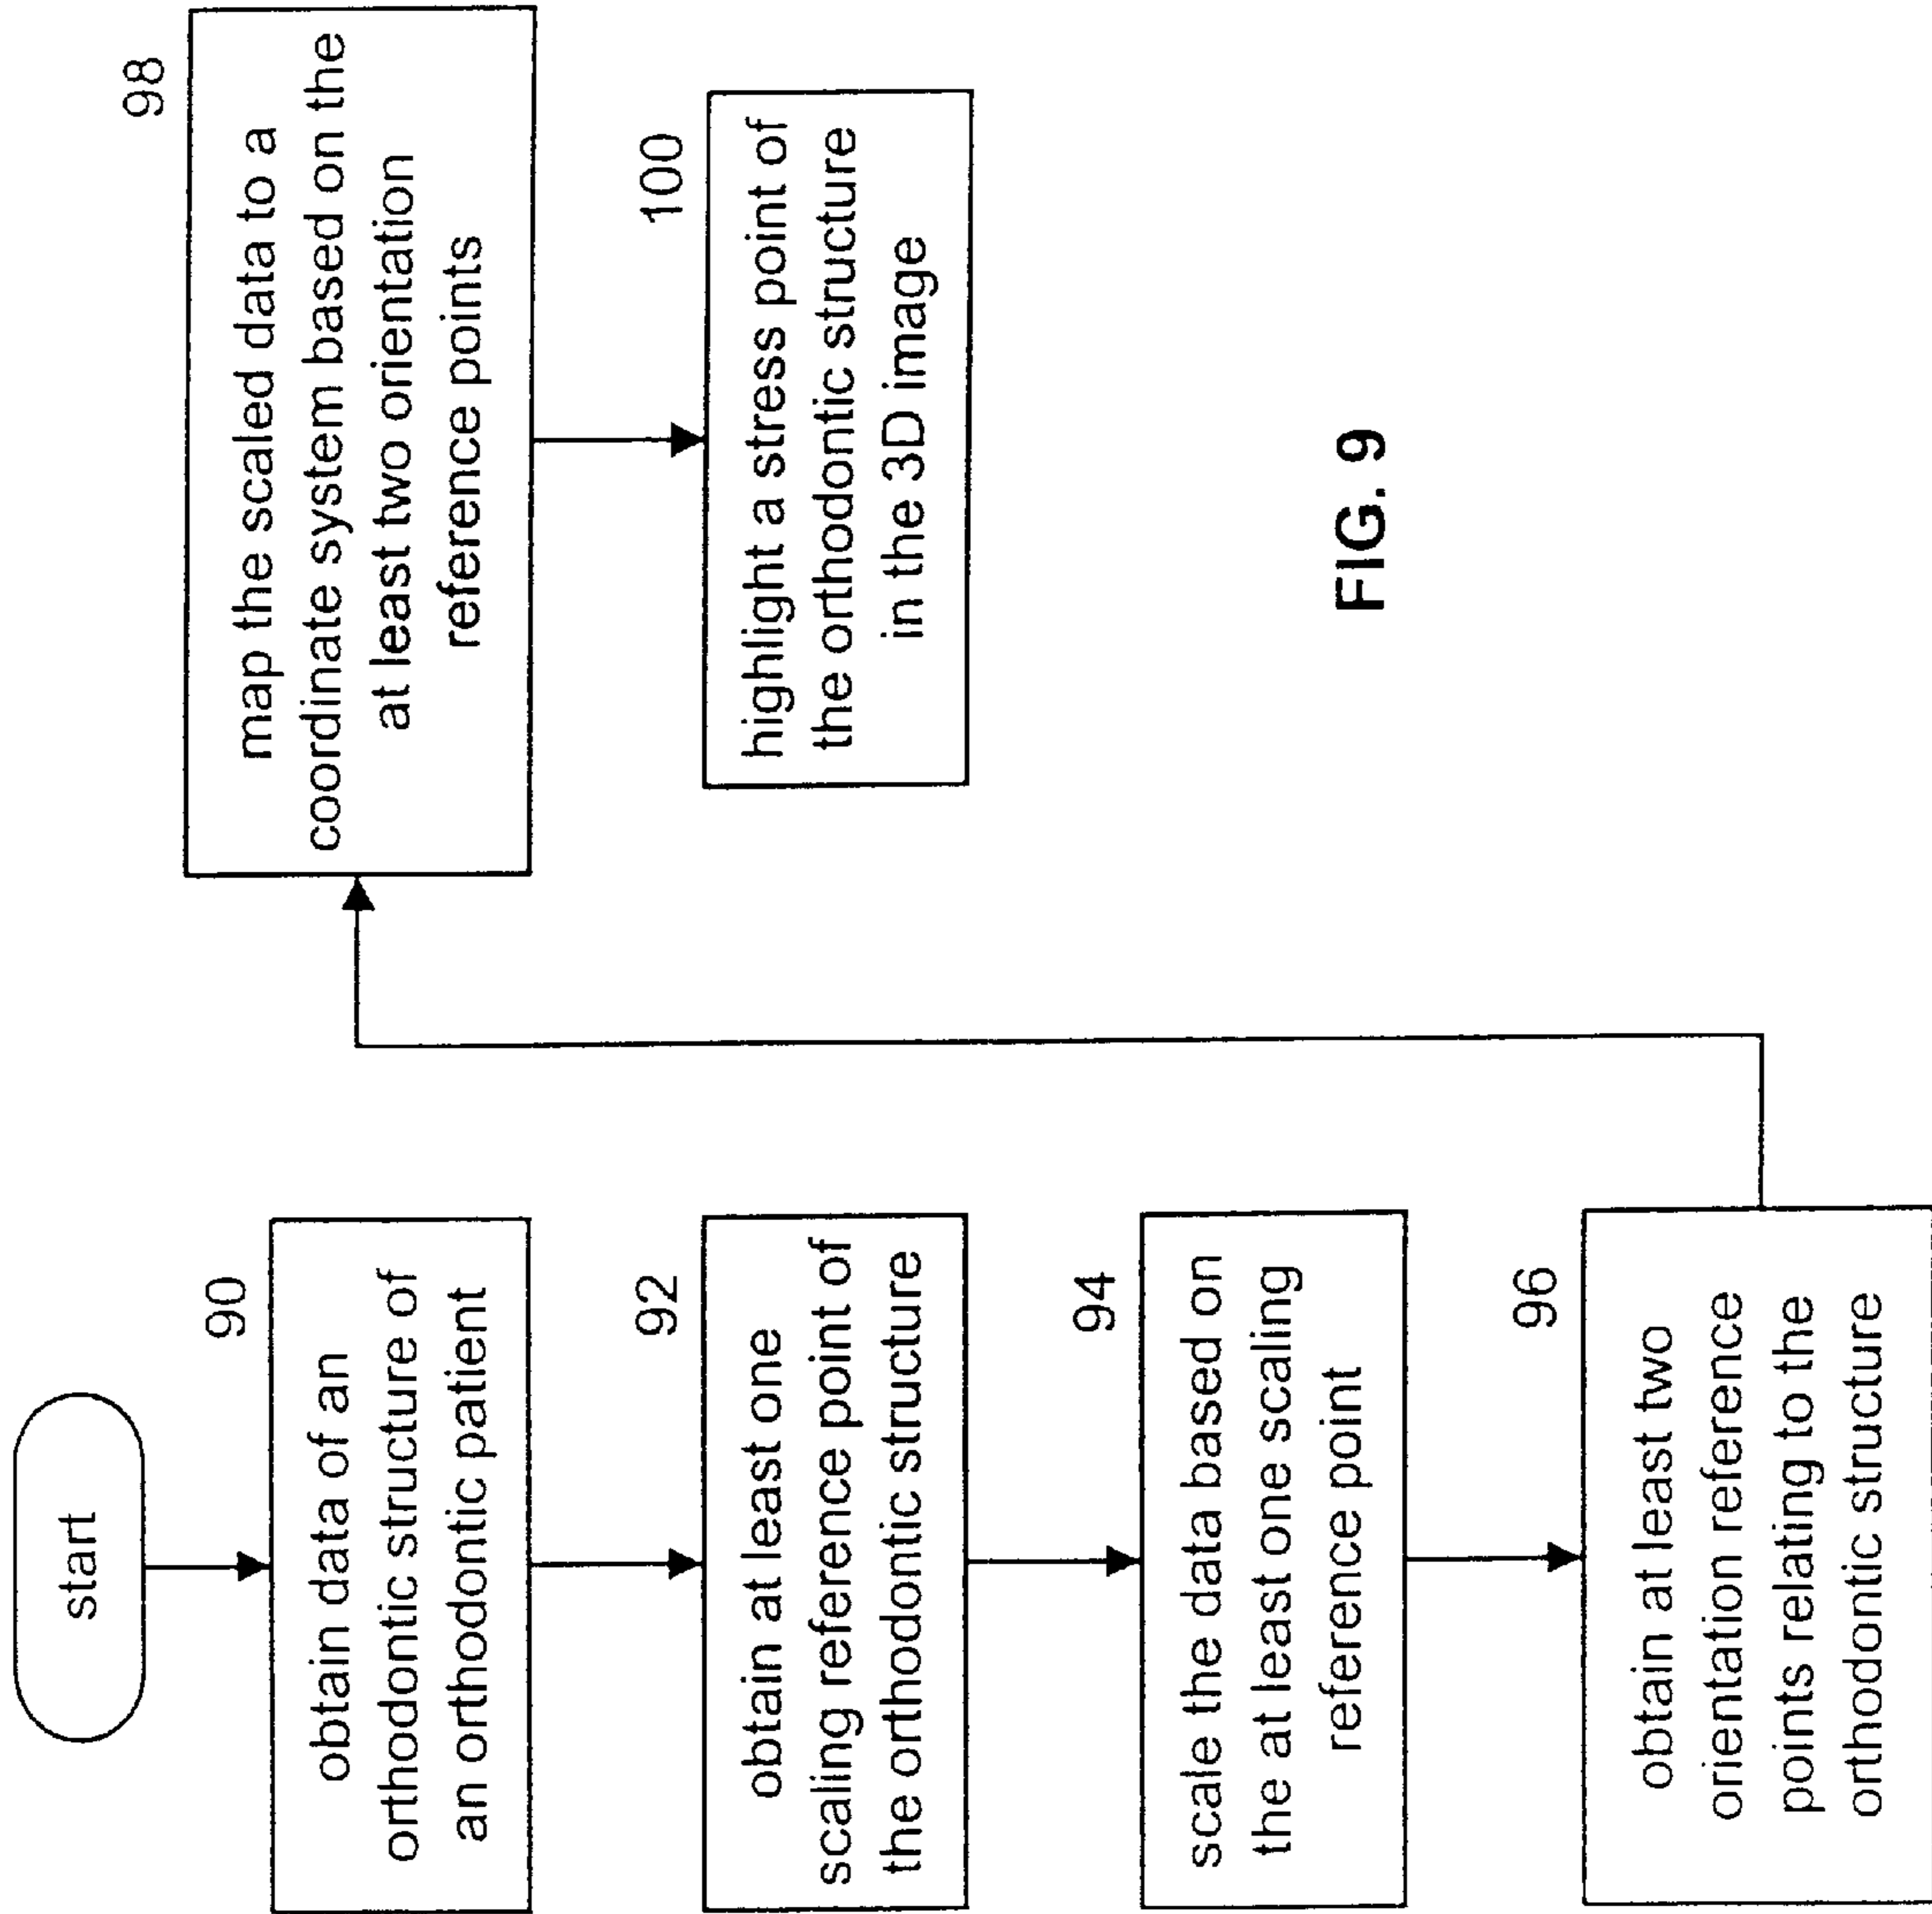 start
90
obtain data of an
orthodontic structure of
an orthodontic patient
92
obtain at least one
scaling reference point of
the orthodontic structure
94
scale the data based on
the at least one scaling
reference point
96
obtain at least two
orientation reference
points relating to the
orthodontic structure
98
map the scaled data to a
coordinate system based on the
at least two orientation
reference points
100
highlight a stress point of
the orthodontic structure
in the 3D image
FIG. 9